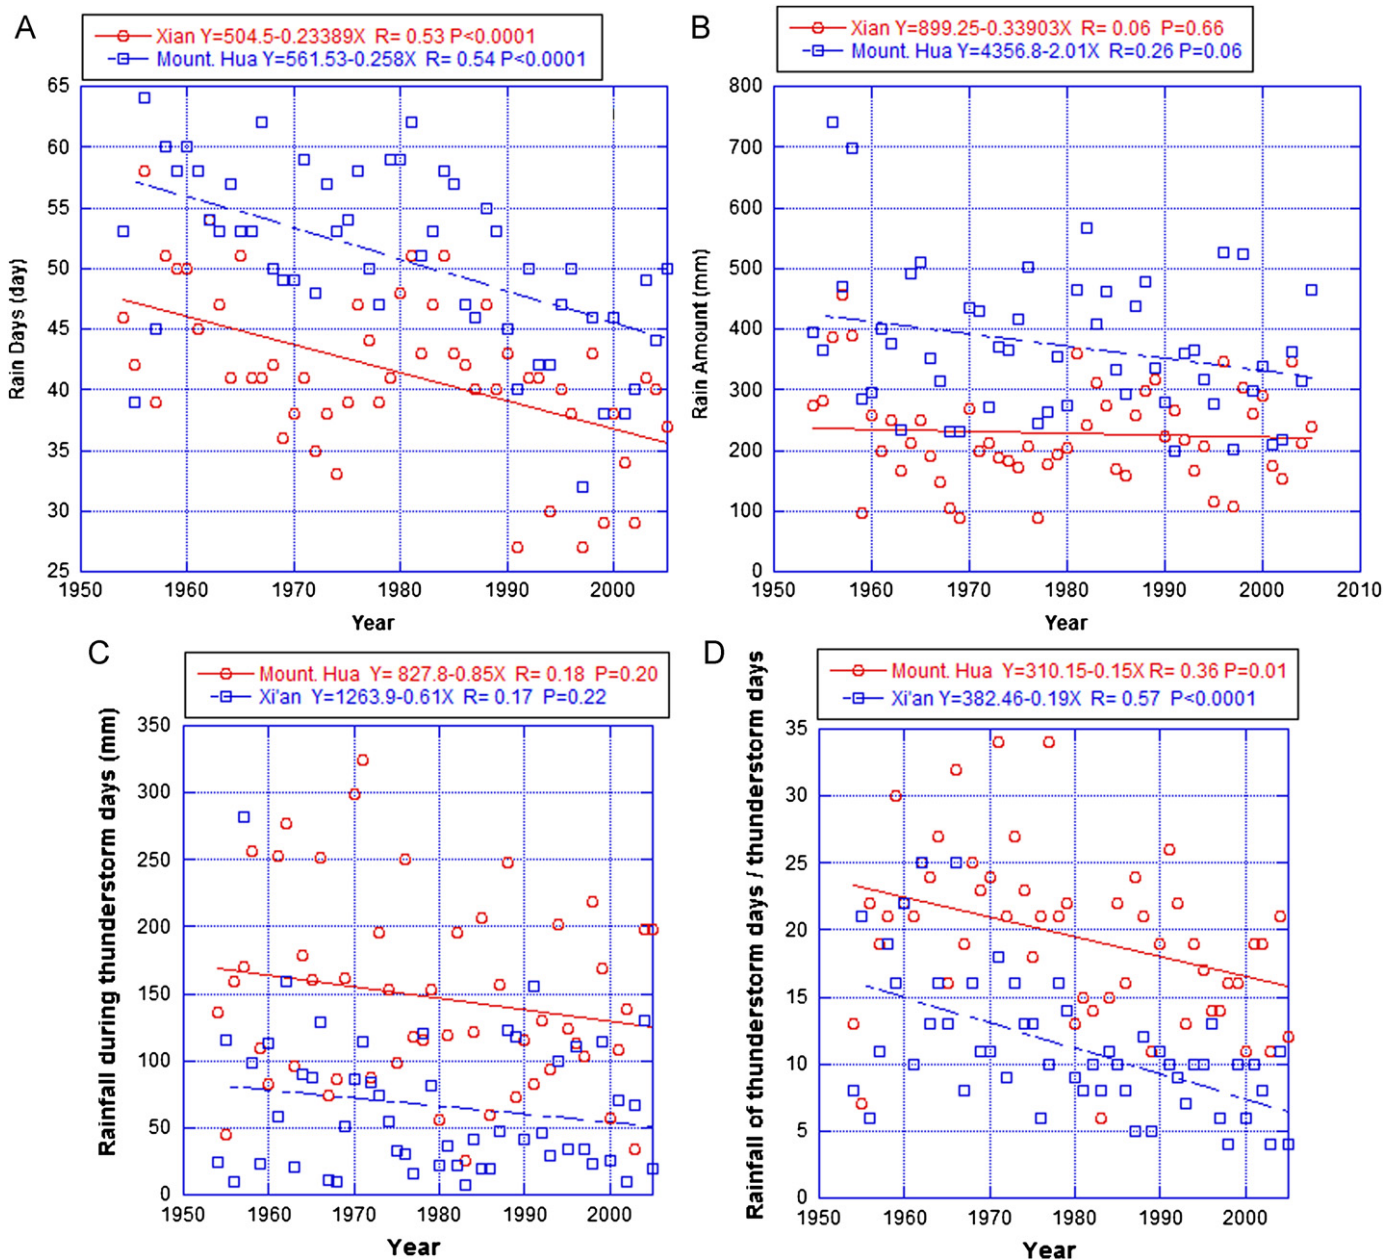 A
Xian Y=504.5-0.23389X R= 0.53 P<0.0001
Mount. Hua Y=561.53-0.258X R= 0.54 P<0.0001
65
60
55
50
45
40
35
30
25
Rain Days (day)
1950 1960 1970 1980 1990 2000
Year
B
Xian Y=899.25-0.33903X R= 0.06 P=0.66
Mount. Hua Y=4356.8-2.01X R=0.26 P=0.06
800
700
600
500
400
300
200
100
0
Rain Amount (mm)
1950 1960 1970 1980 1990 2000 2010
Year
C
Mount. Hua Y= 827.8-0.85X R= 0.18 P=0.20
Xi'an Y=1263.9-0.61X R= 0.17 P=0.22
350
300
250
200
150
100
50
0
Rainfall during thunderstorm days (mm)
1950 1960 1970 1980 1990 2000
Year
D
Mount. Hua Y=310.15-0.15X R= 0.36 P=0.01
Xi'an Y=382.46-0.19X R= 0.57 P<0.0001
35
30
25
20
15
10
5
0
Rainfall of thunderstorm days / thunderstorm days
1950 1960 1970 1980 1990 2000
Year